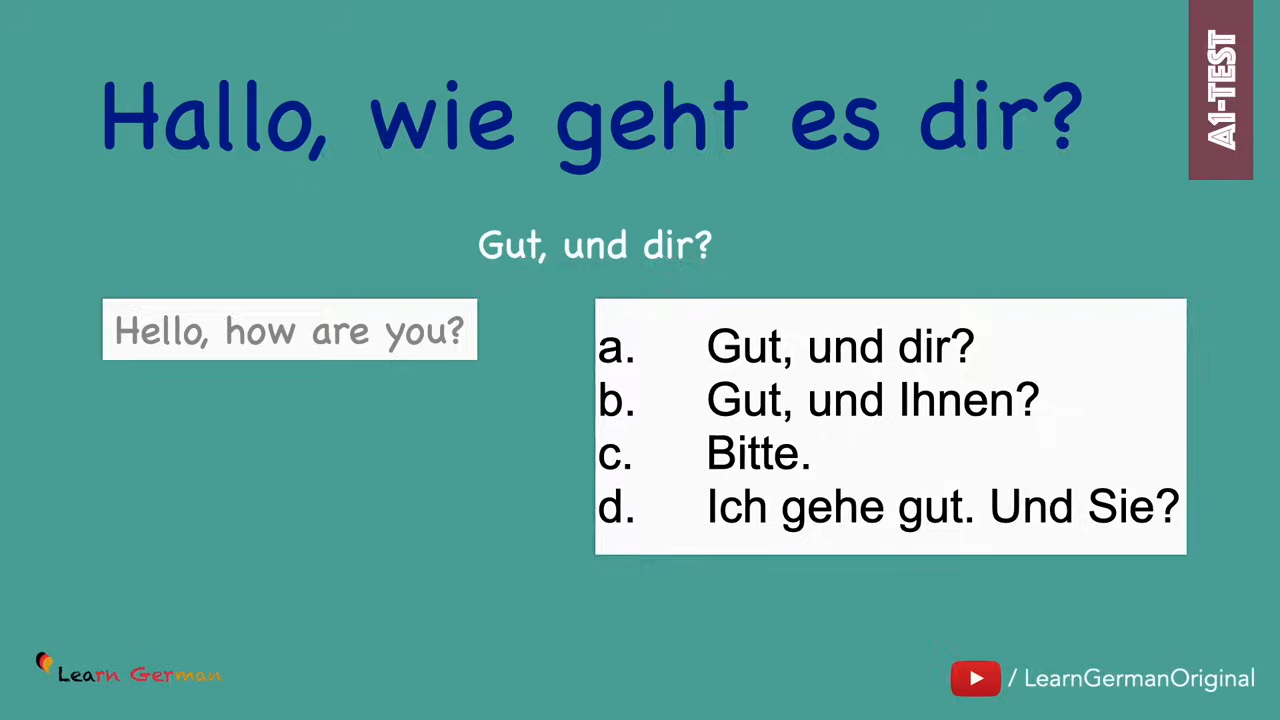 Hallo, wie geht es dir?
A1-TEST
Gut, und dir?
Hello, how are you?
a. Gut, und dir?
b. Gut, und Ihnen?
c. Bitte.
d. Ich gehe gut. Und Sie?
Learn German
/ LearnGermanOriginal